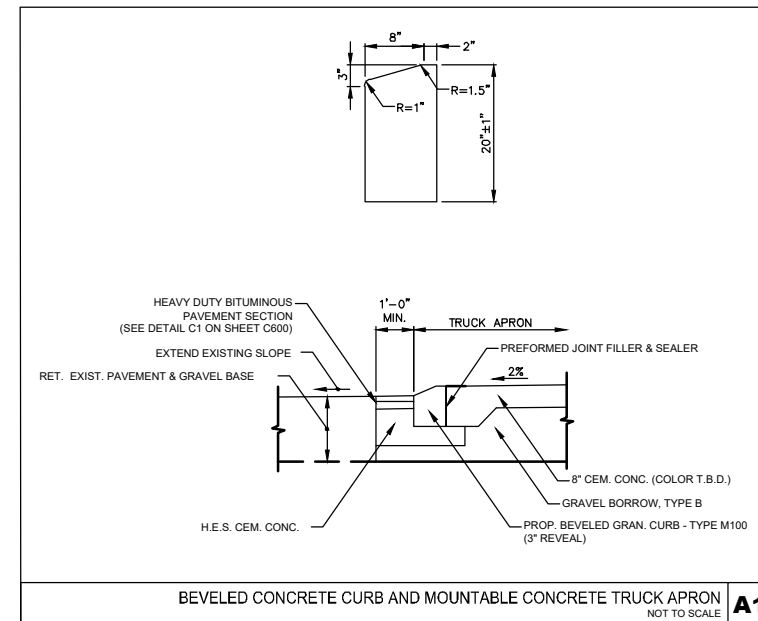 8"
2"
3"
R=1.5"
R=1"
20"±1"
HEAVY DUTY BITUMINOUS
PAVEMENT SECTION
(SEE DETAIL C1 ON SHEET C600)
1'-0"
MIN.
TRUCK APRON
EXTEND EXISTING SLOPE
PREFORMED JOINT FILLER & SEALER
RET. EXIST. PAVEMENT & GRAVEL BASE
2%
8" CEM. CONC. (COLOR T.B.D.)
GRAVEL BORROW, TYPE B
H.E.S. CEM. CONC.
PROP. BEVELED GRAN. CURB - TYPE M100
(3" REVEAL)
BEVELED CONCRETE CURB AND MOUNTABLE CONCRETE TRUCK APRON
NOT TO SCALE
A1